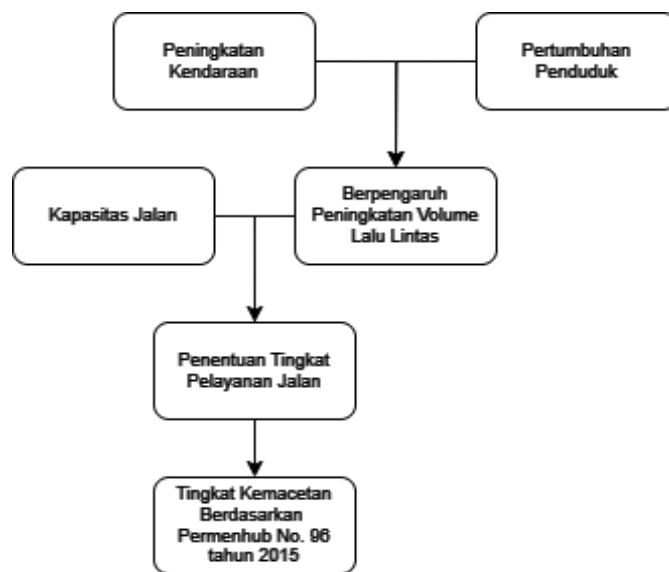 Peningkatan
Kendaraan
Pertumbuhan
Penduduk
Kapasitas Jalan
Berpengaruh
Peningkatan Volume
Lalu Lintas
Penentuan Tingkat
Pelayanan Jalan
Tingkat Kemacetan
Berdasarkan
Permenhub No. 96
tahun 2015